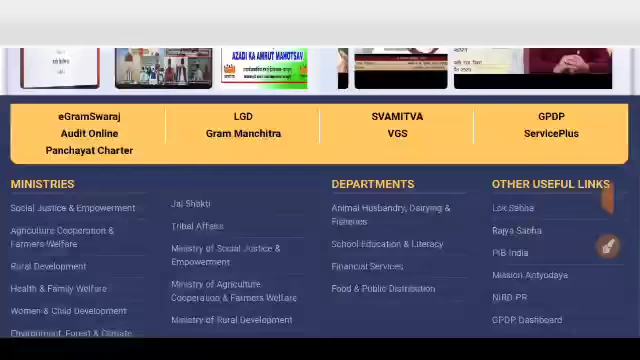 AZADI KA AMRUT MAHOTSAV
eGramSwaraj
LGD
SVAMITVA
GPDP
Audit Online
Gram Manchitra
VGS
ServicePlus
Panchayat Charter
MINISTRIES
Social Justice & Empowerment
Agriculture Cooperation &
Farmers Welfare
Rural Development
Health & Family Welfare
Women & Child Development
Environment, Forest & Climate
Jal Shakti
Tribal Affairs
Ministry of Social Justice &
Empowerment
Ministry of Agriculture
Cooperation & Farmers Welfare
Ministry of Rural Development
DEPARTMENTS
Animal Husbandry, Dairying &
Fisheries
School Education & Literacy
Financial Services
Food & Public Distribution
OTHER USEFUL LINKS
Lok Sabha
Rajya Sabha
PIB India
Mission Antyodaya
NIRD PR
GPDP Dashboard